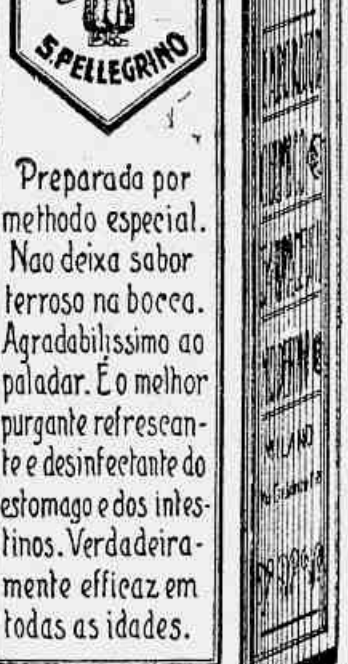 S. PELLEGRINO
Preparada por
methodo especial.
Nao deixa sabor
terroso na bocca.
Agradabilissimo ao
paladar. É o melhor
purgante refrescan-
te e desinfectante do
estomago e dos intes-
tinos. Verdadeira-
mente efficaz em
todas as idades.
MILANO